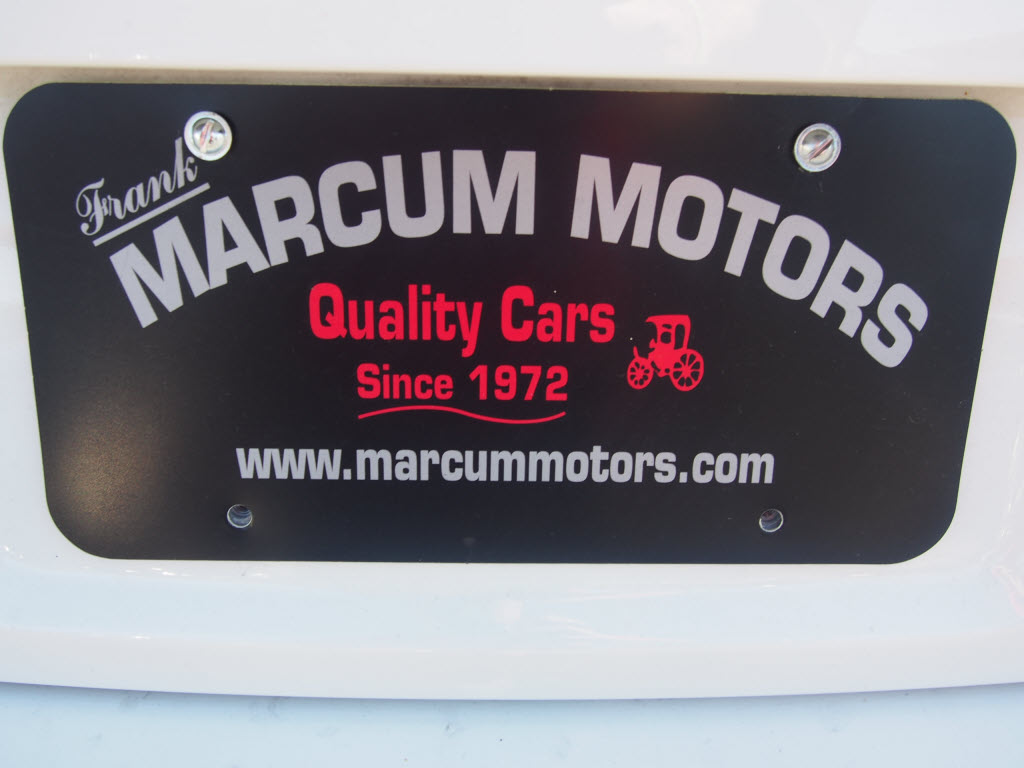 Frank
MARCUM MOTORS
Quality Cars
Since 1972
www.marcummotors.com